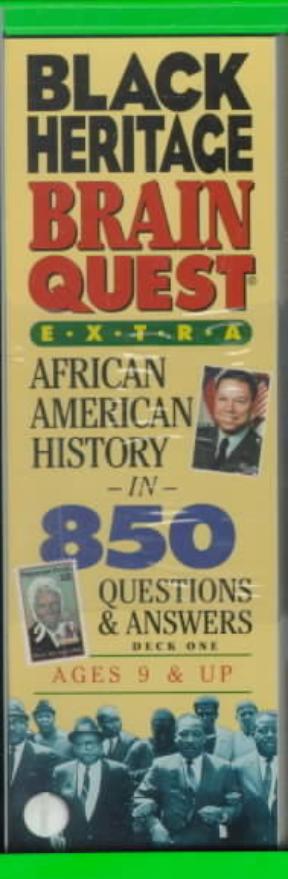 BLACK
HERITAGE
BRAIN
QUEST®
E·X·T·R·A
AFRICAN
AMERICAN
HISTORY
– IN –
850
QUESTIONS
& ANSWERS
DECK ONE
AGES 9 & UP